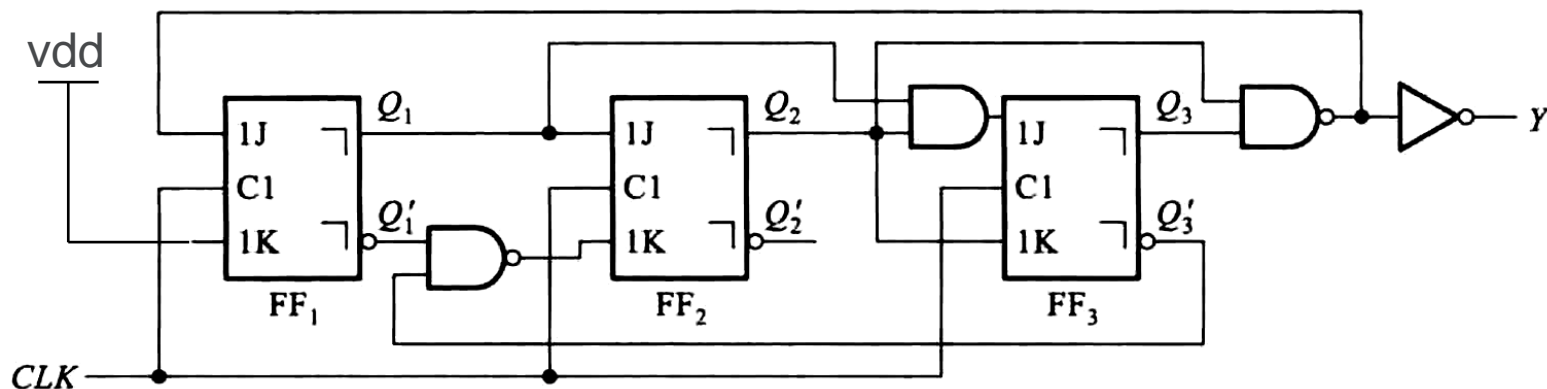 vdd
Q₁ Q₂ Q₃
1J 1J 1J Y
C1 C1 C1
Q₁′ Q₂′ Q₃′
1K 1K 1K
FF₁ FF₂ FF₃
CLK